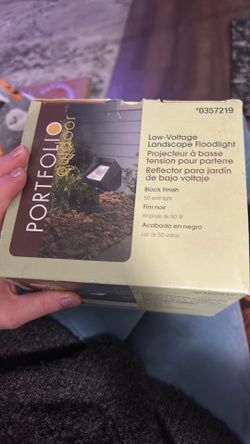 PORTFOLIO
outdoor
#0357219
Low-Voltage
Landscape Floodlight
Projecteur à basse
tension pour parterre
Reflector para jardín
de bajo voltaje
Black Finish
50-watt light
Fini noir
Ampoule de 50 W
Acabado en negro
Luz de 50 vatios